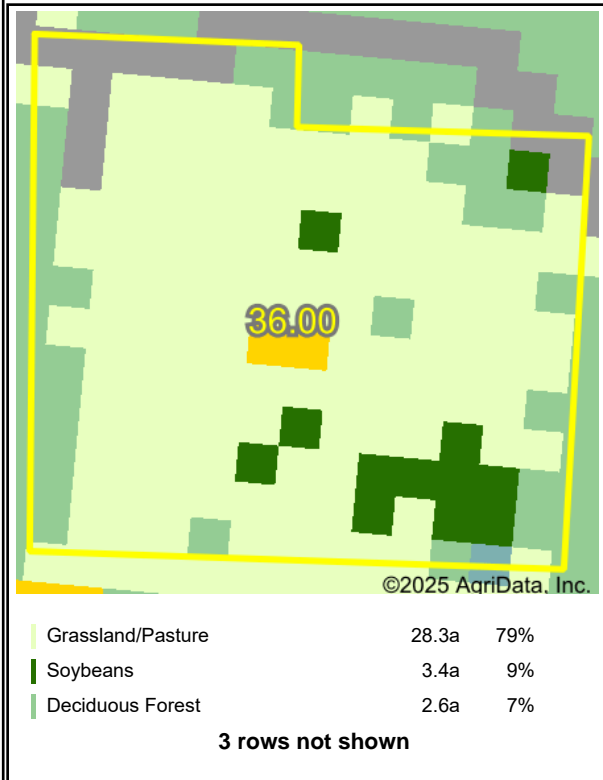 36.00
©2025 AgriData, Inc.
Grassland/Pasture 28.3a 79%
Soybeans 3.4a 9%
Deciduous Forest 2.6a 7%
3 rows not shown